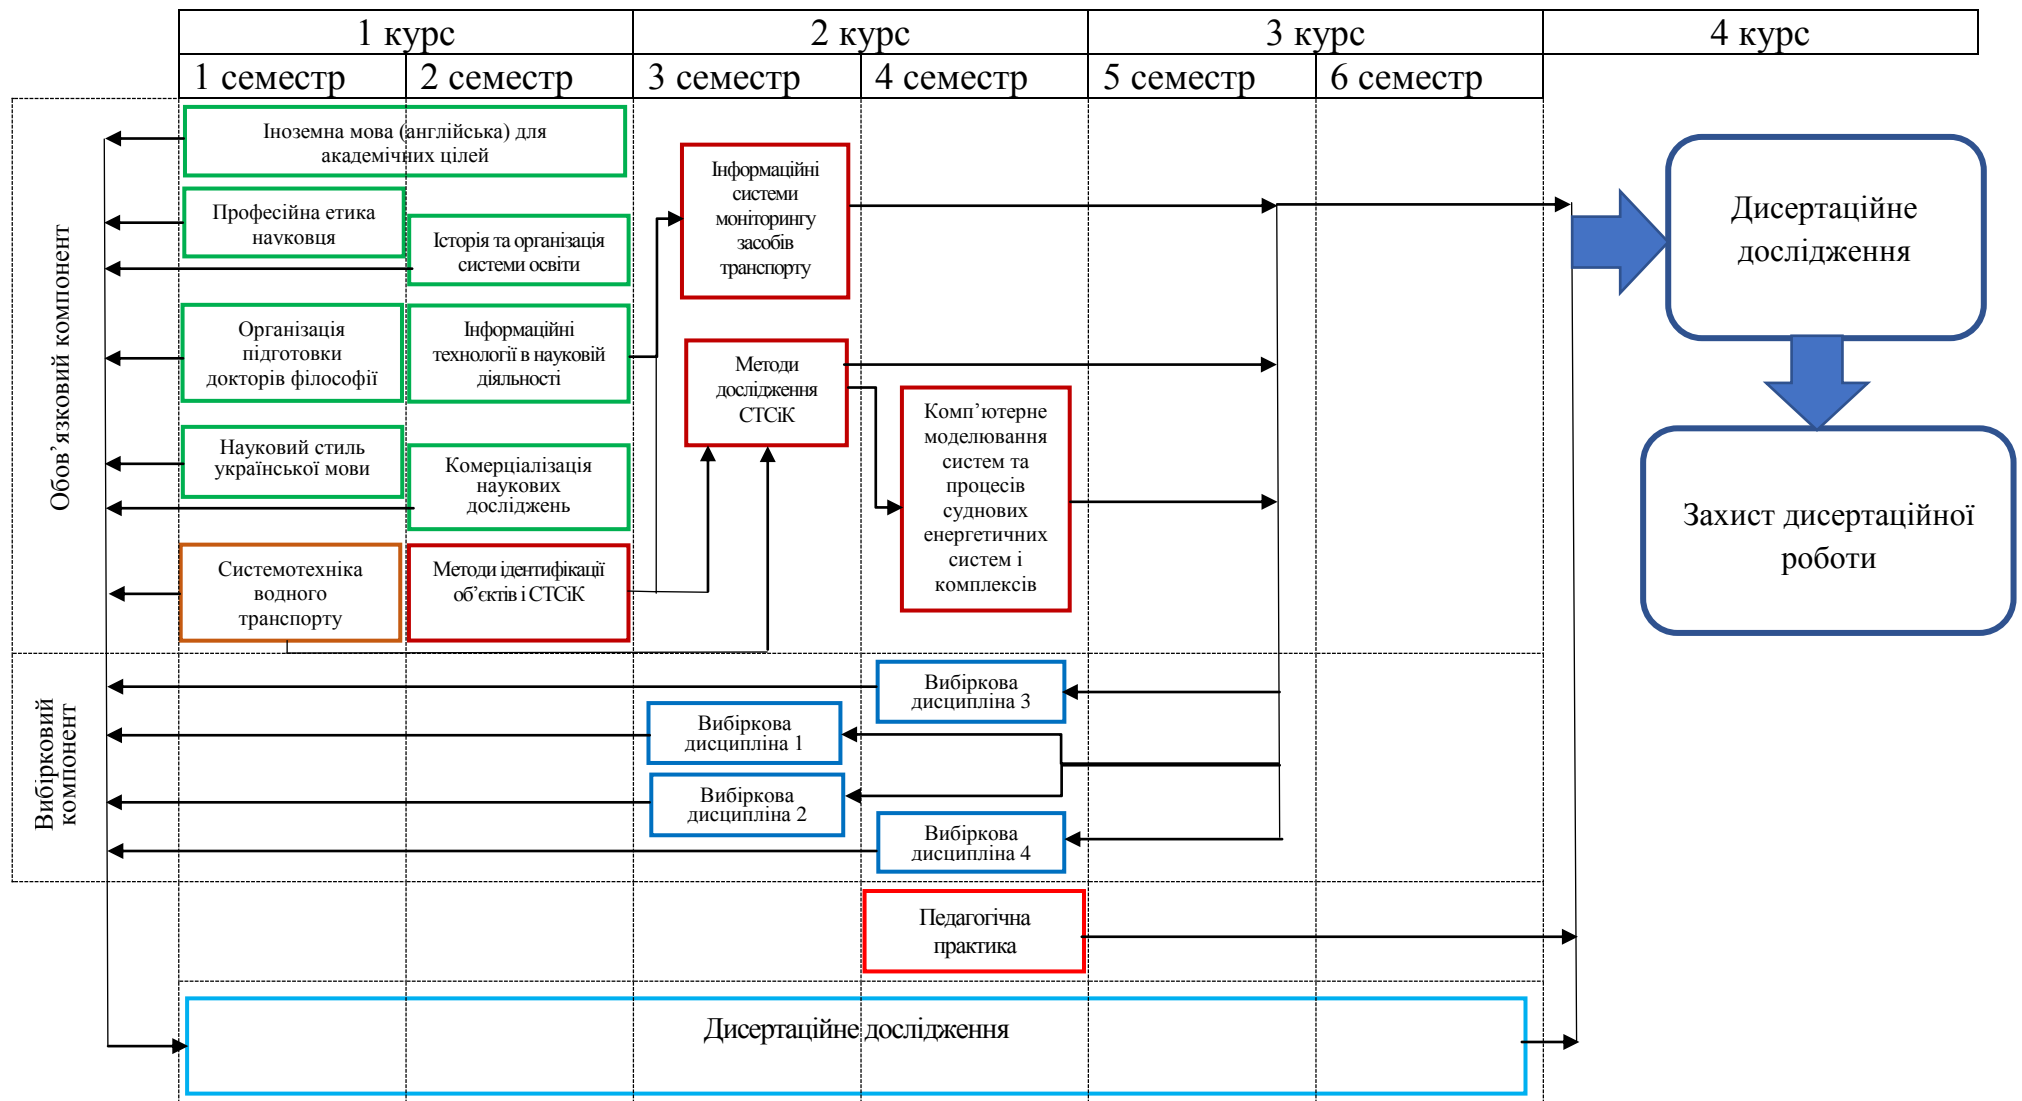 1 курс
2 курс
3 курс
4 курс
1 семестр
2 семестр
3 семестр
4 семестр
5 семестр
6 семестр
Обов’язковий компонент
Іноземна мова (англійська) для
академічних цілей
Професійна етика
науковця
Історія та організація
системи освіти
Організація
підготовки
докторів філософії
Інформаційні
технології в науковій
діяльності
Науковий стиль
української мови
Комерціалізація
наукових
досліджень
Системотехніка
водного
транспорту
Методи ідентифікації
об’єктів і СТСіК
Інформаційні
системи
моніторингу
засобів
транспорту
Методи
дослідження
СТСіК
Комп’ютерне
моделювання
систем та
процесів
суднових
енергетичних
систем і
комплексів
Дисертаційне
дослідження
Захист дисертаційної
роботи
Вибірковий
компонент
Вибіркова
дисципліна 3
Вибіркова
дисципліна 1
Вибіркова
дисципліна 2
Вибіркова
дисципліна 4
Педагогічна
практика
Дисертаційне дослідження